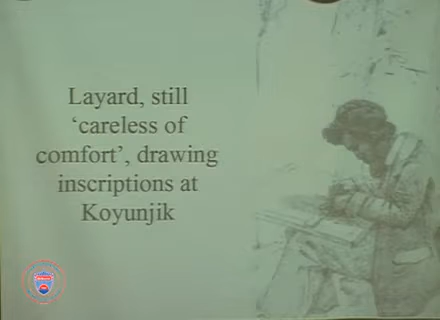 Layard, still
‘careless of
comfort’, drawing
inscriptions at
Koyunjik